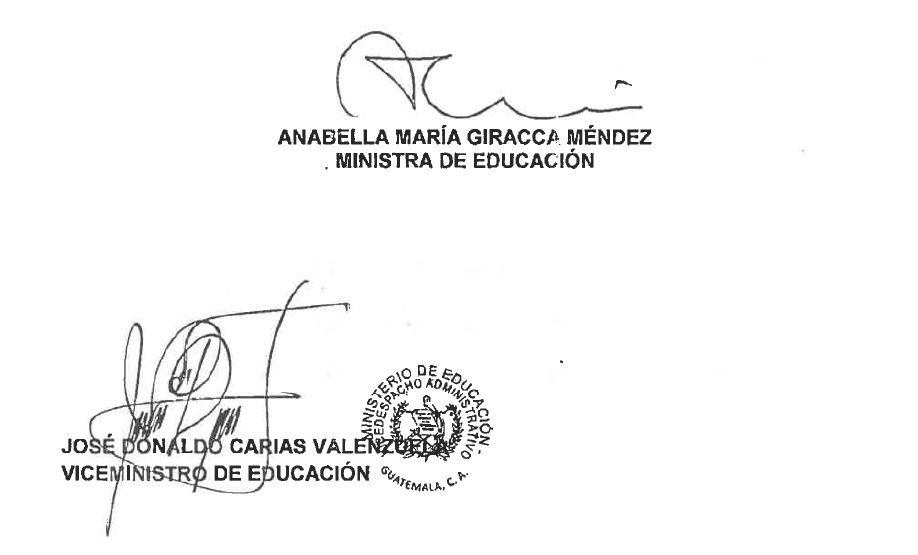 ANABELLA MARÍA GIRACCA MÉNDEZ
MINISTRA DE EDUCACIÓN
JOSÉ DONALDO CARIAS VALENZUELA
VICEMINISTRO DE EDUCACIÓN
MINISTERIO DE EDUCACIÓN -
VICEDESPACHO ADMINISTRATIVO
GUATEMALA, C. A.